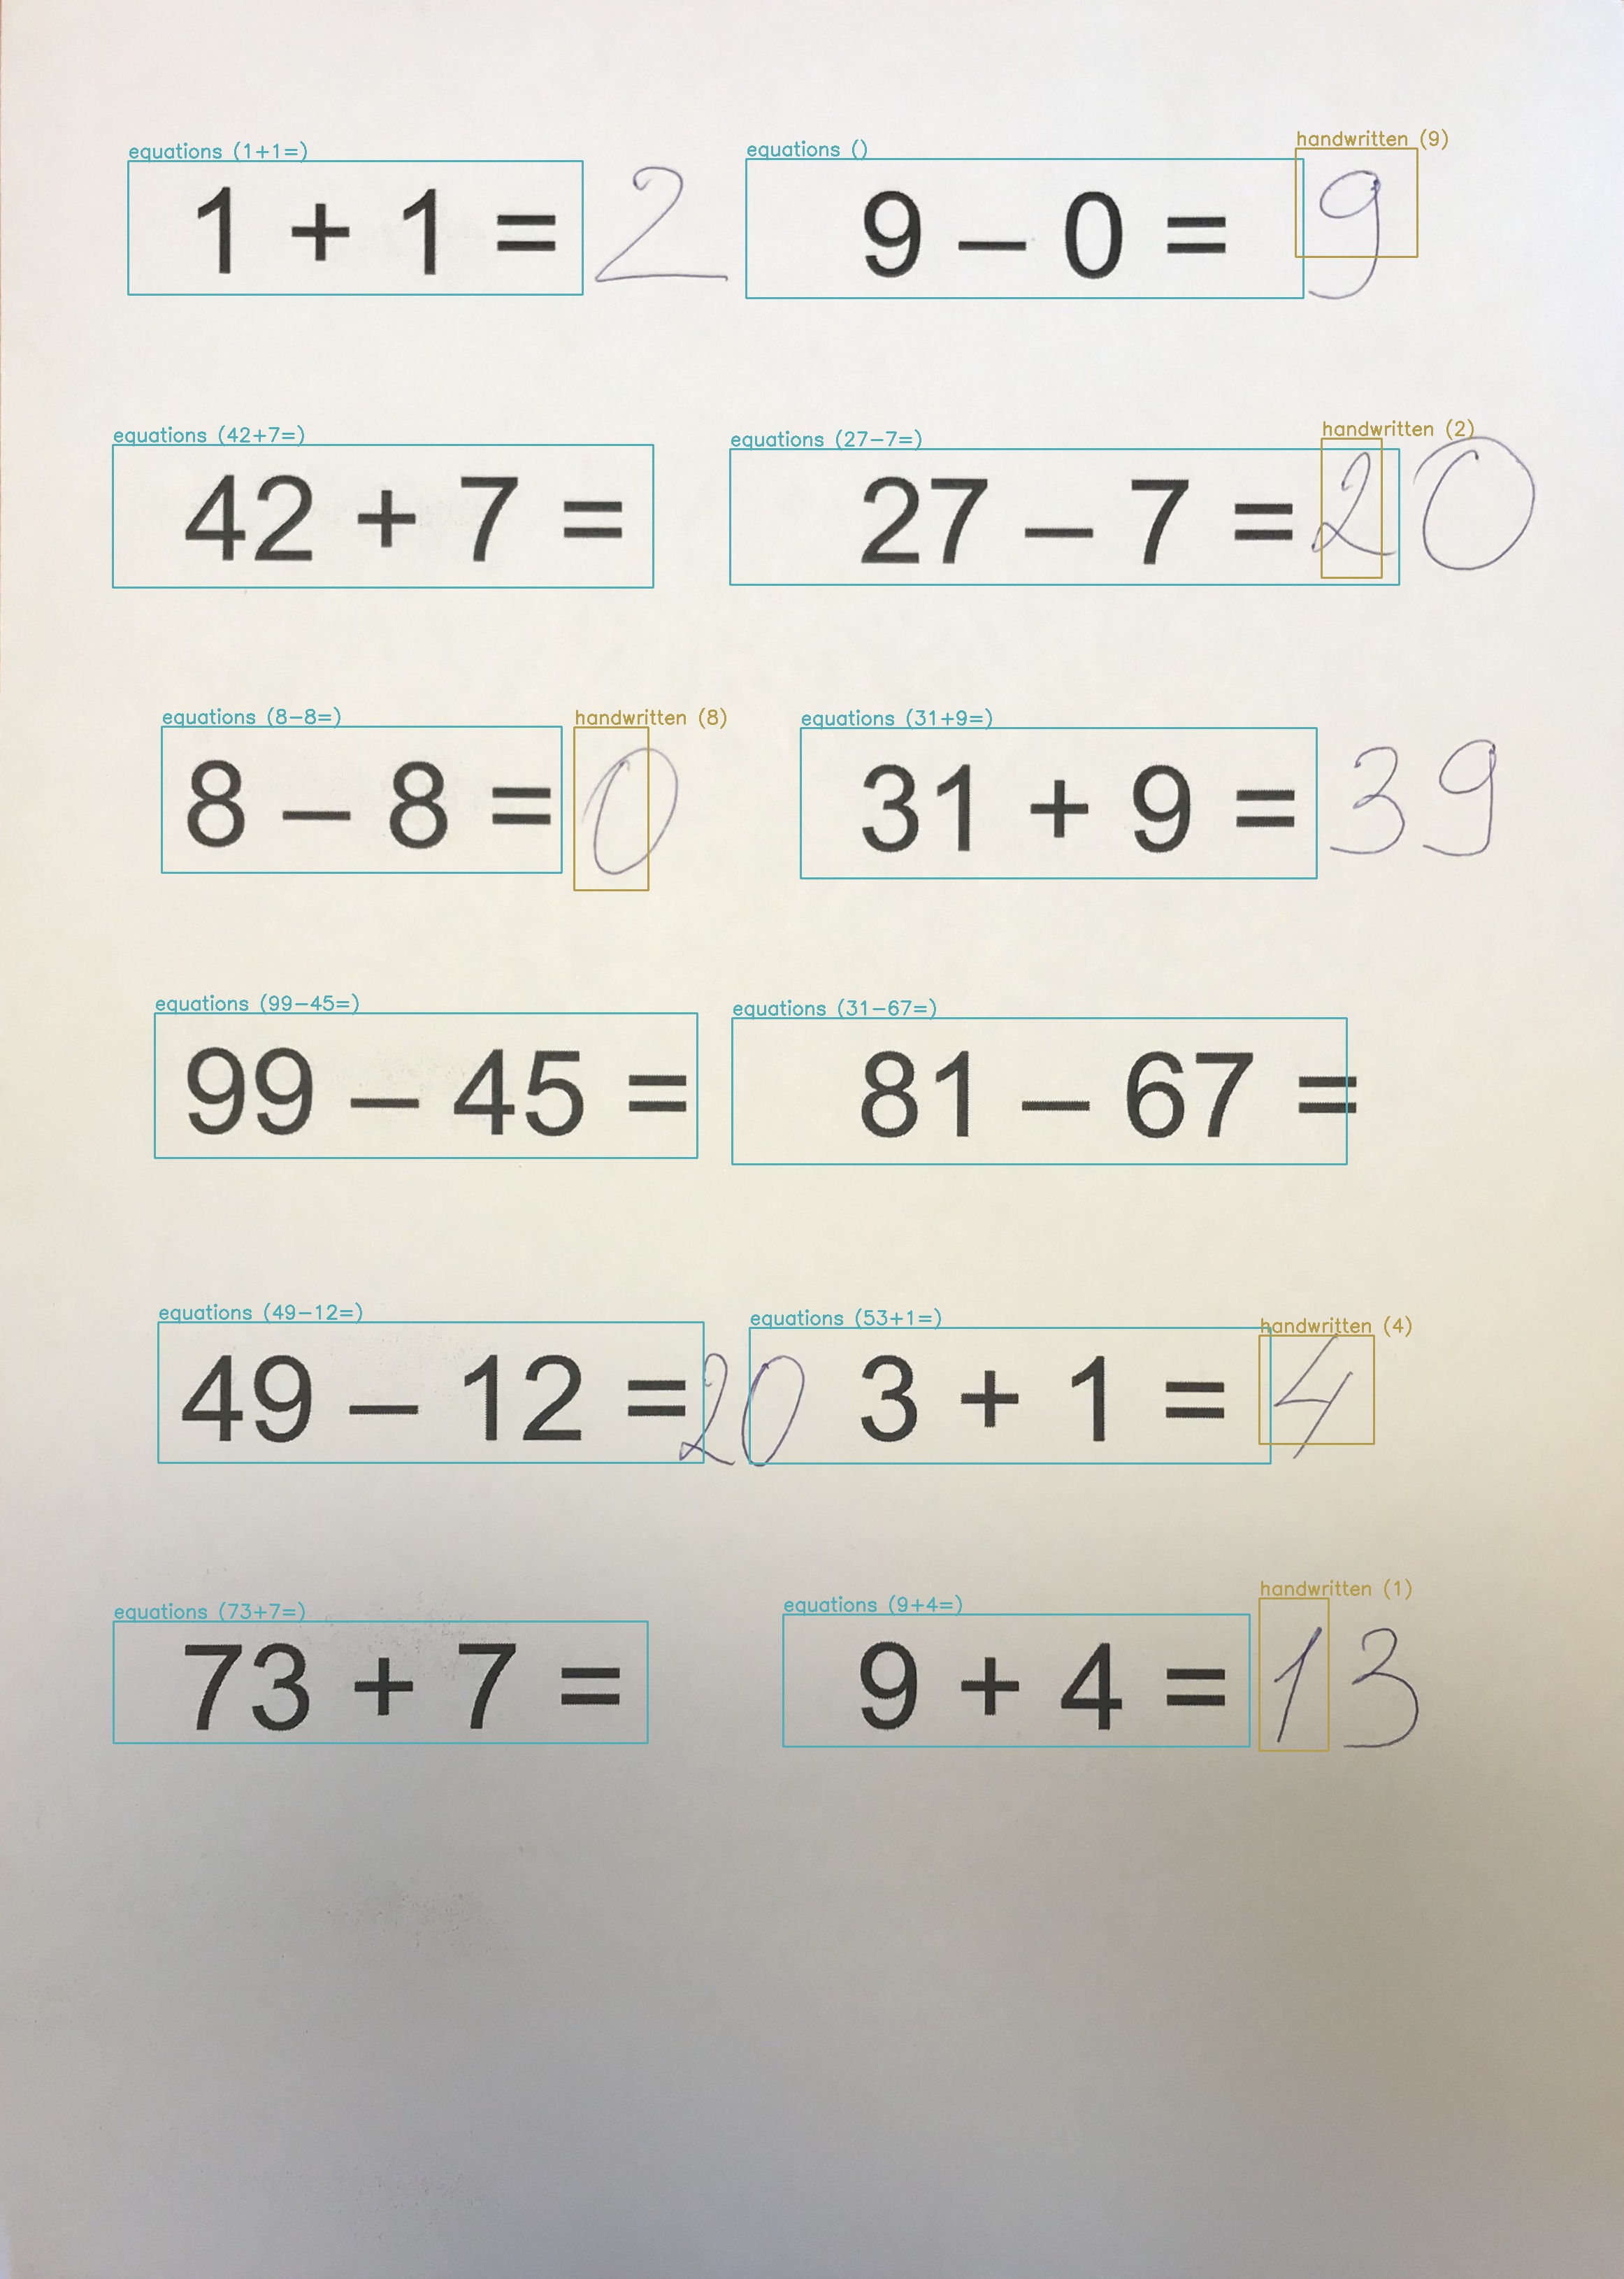 equations (1+1=) equations () handwritten (9)
1 + 1 = 2 9 – 0 = 9
equations (42+7=) equations (27-7=) handwritten (2)
42 + 7 = 27 – 7 = 20
equations (8-8=) handwritten (8) equations (31+9=)
8 – 8 = 0 31 + 9 = 39
equations (99-45=) equations (31-67=)
99 – 45 = 81 – 67 =
equations (49-12=) equations (53+1=) handwritten (4)
49 – 12 = 20 3 + 1 = 4
equations (73+7=) equations (9+4=) handwritten (1)
73 + 7 = 9 + 4 = 13